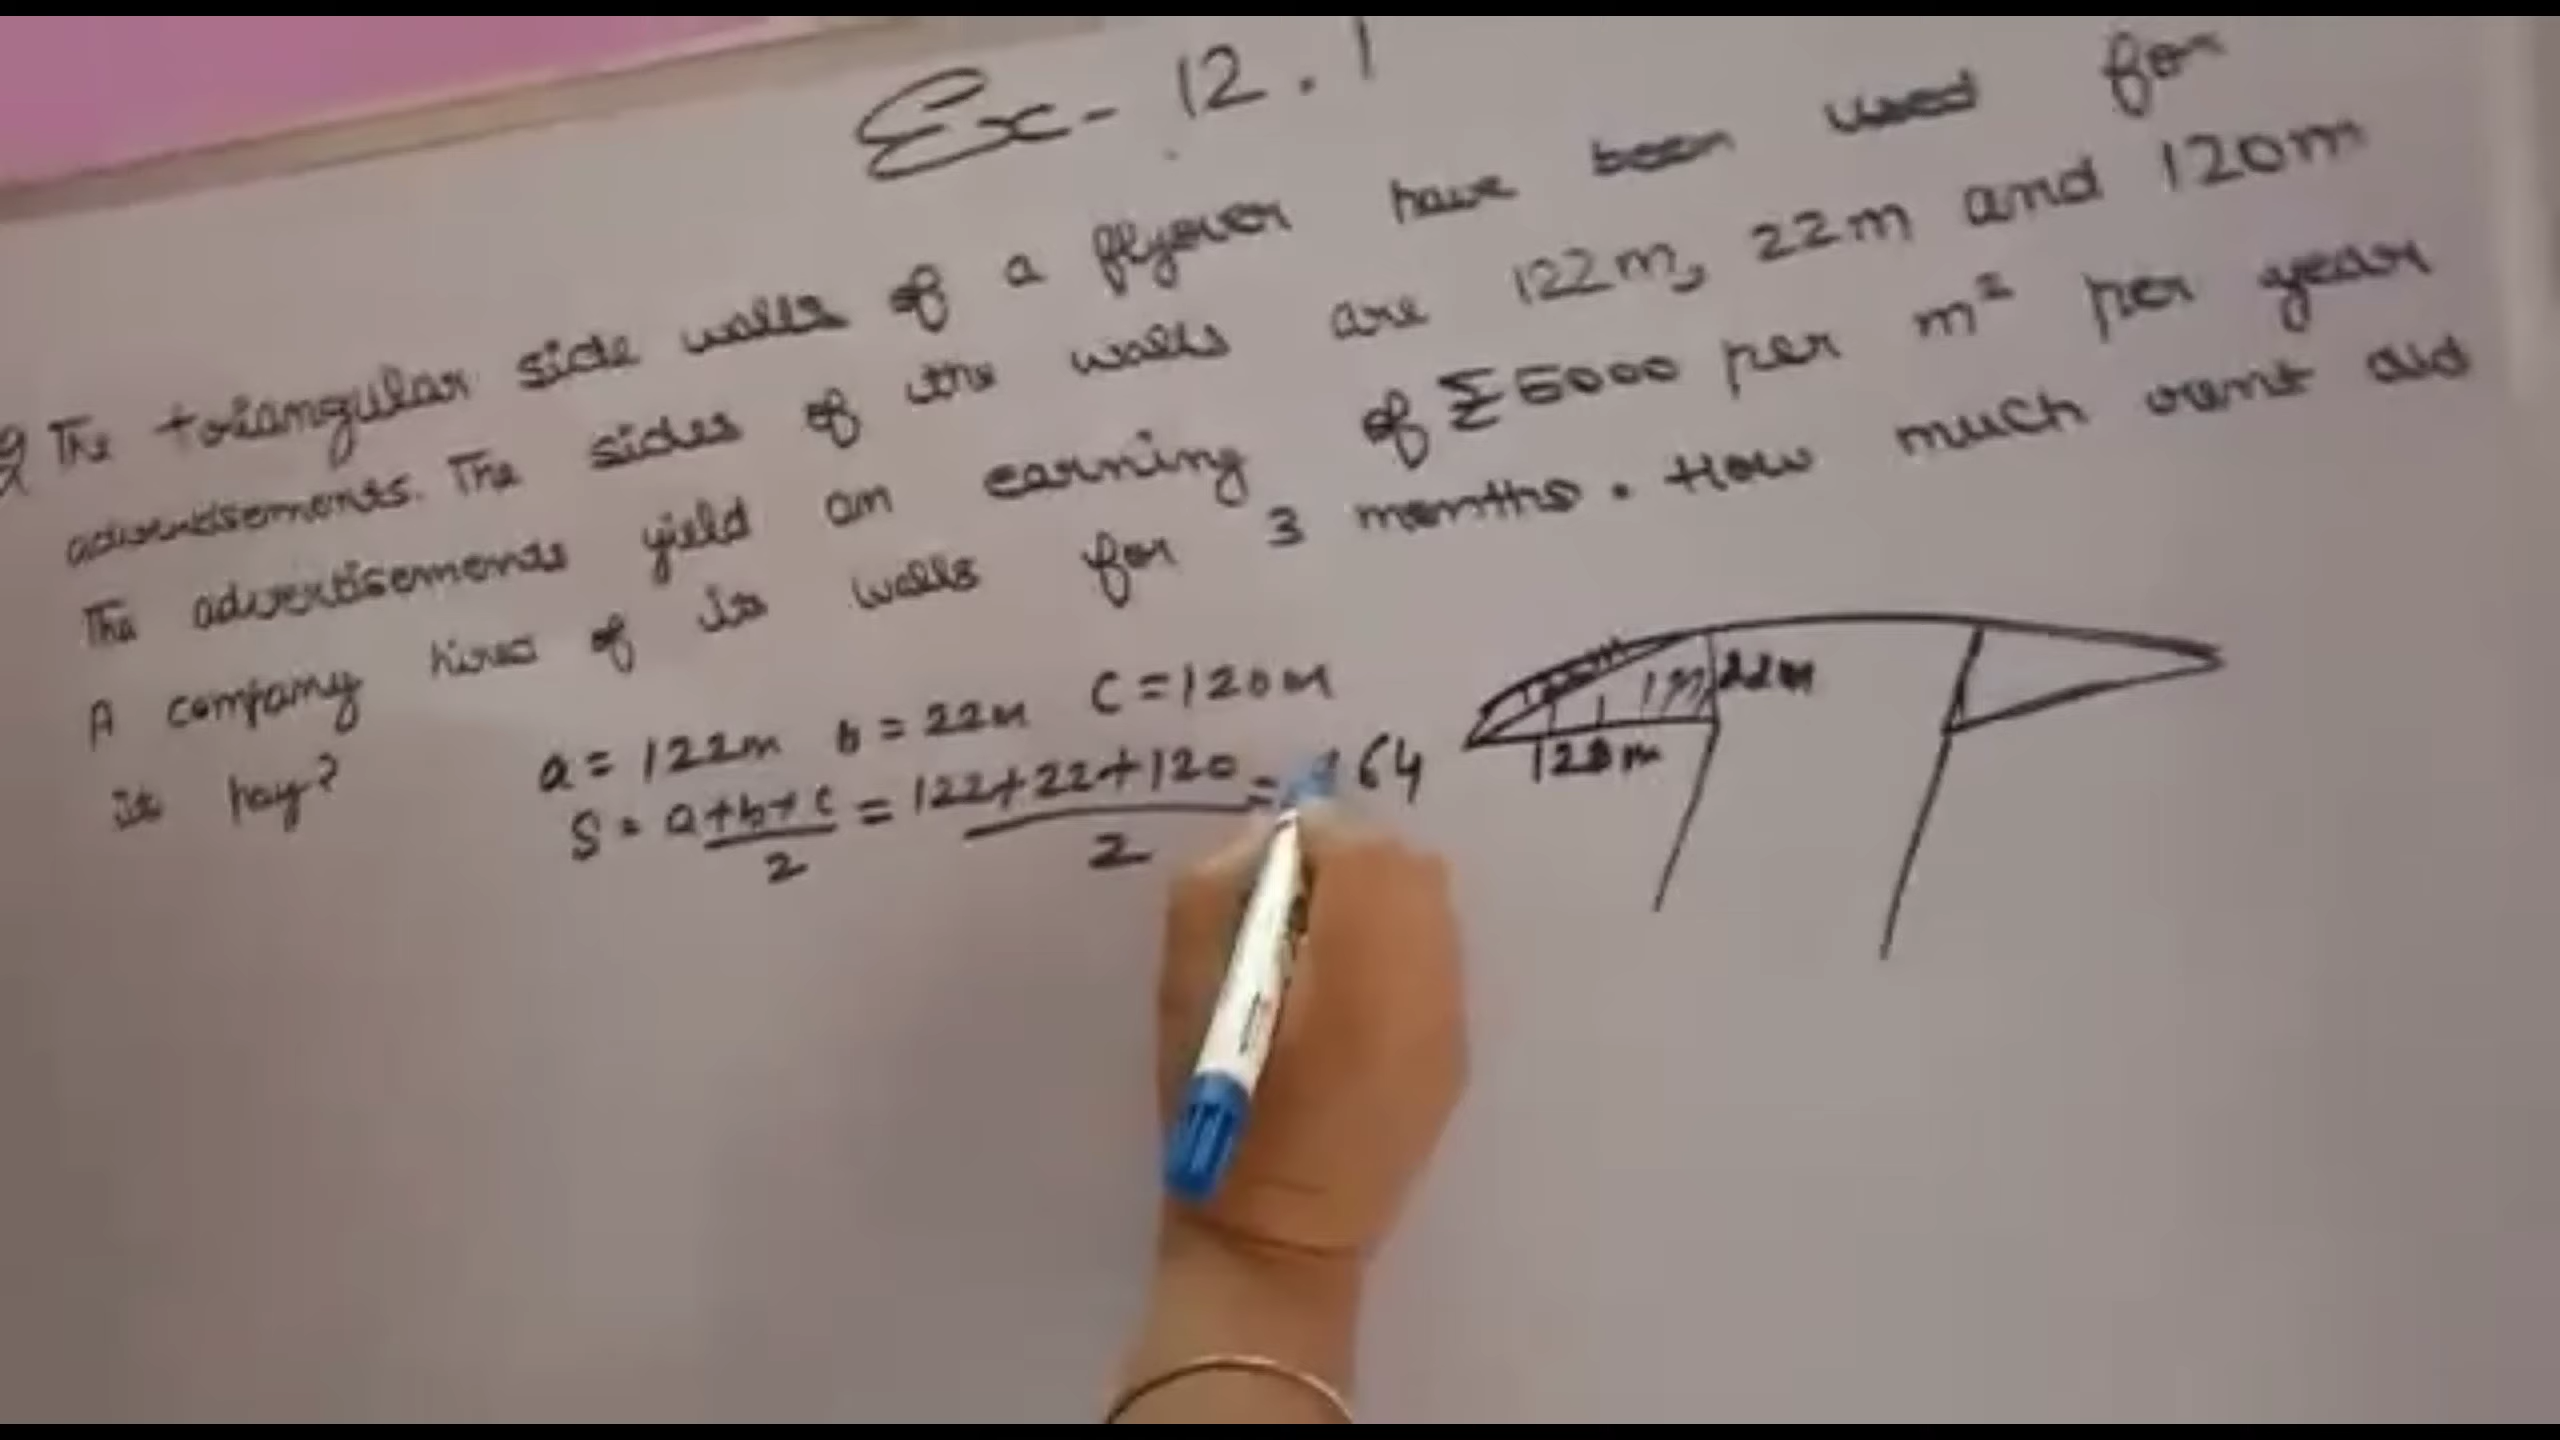 Ex - 12.1
Q The triangular side walls of a flyover have been used for
advertisements. The sides of the walls are 122m, 22m and 120m
The advertisements yield an earning of ₹5000 per m² per year
A company hired of its walls for 3 months. How much rent did
it pay?
a = 122m b = 22m C = 120m
S = a+b+c/2 = 122+22+120/2 = 64
22m
120m